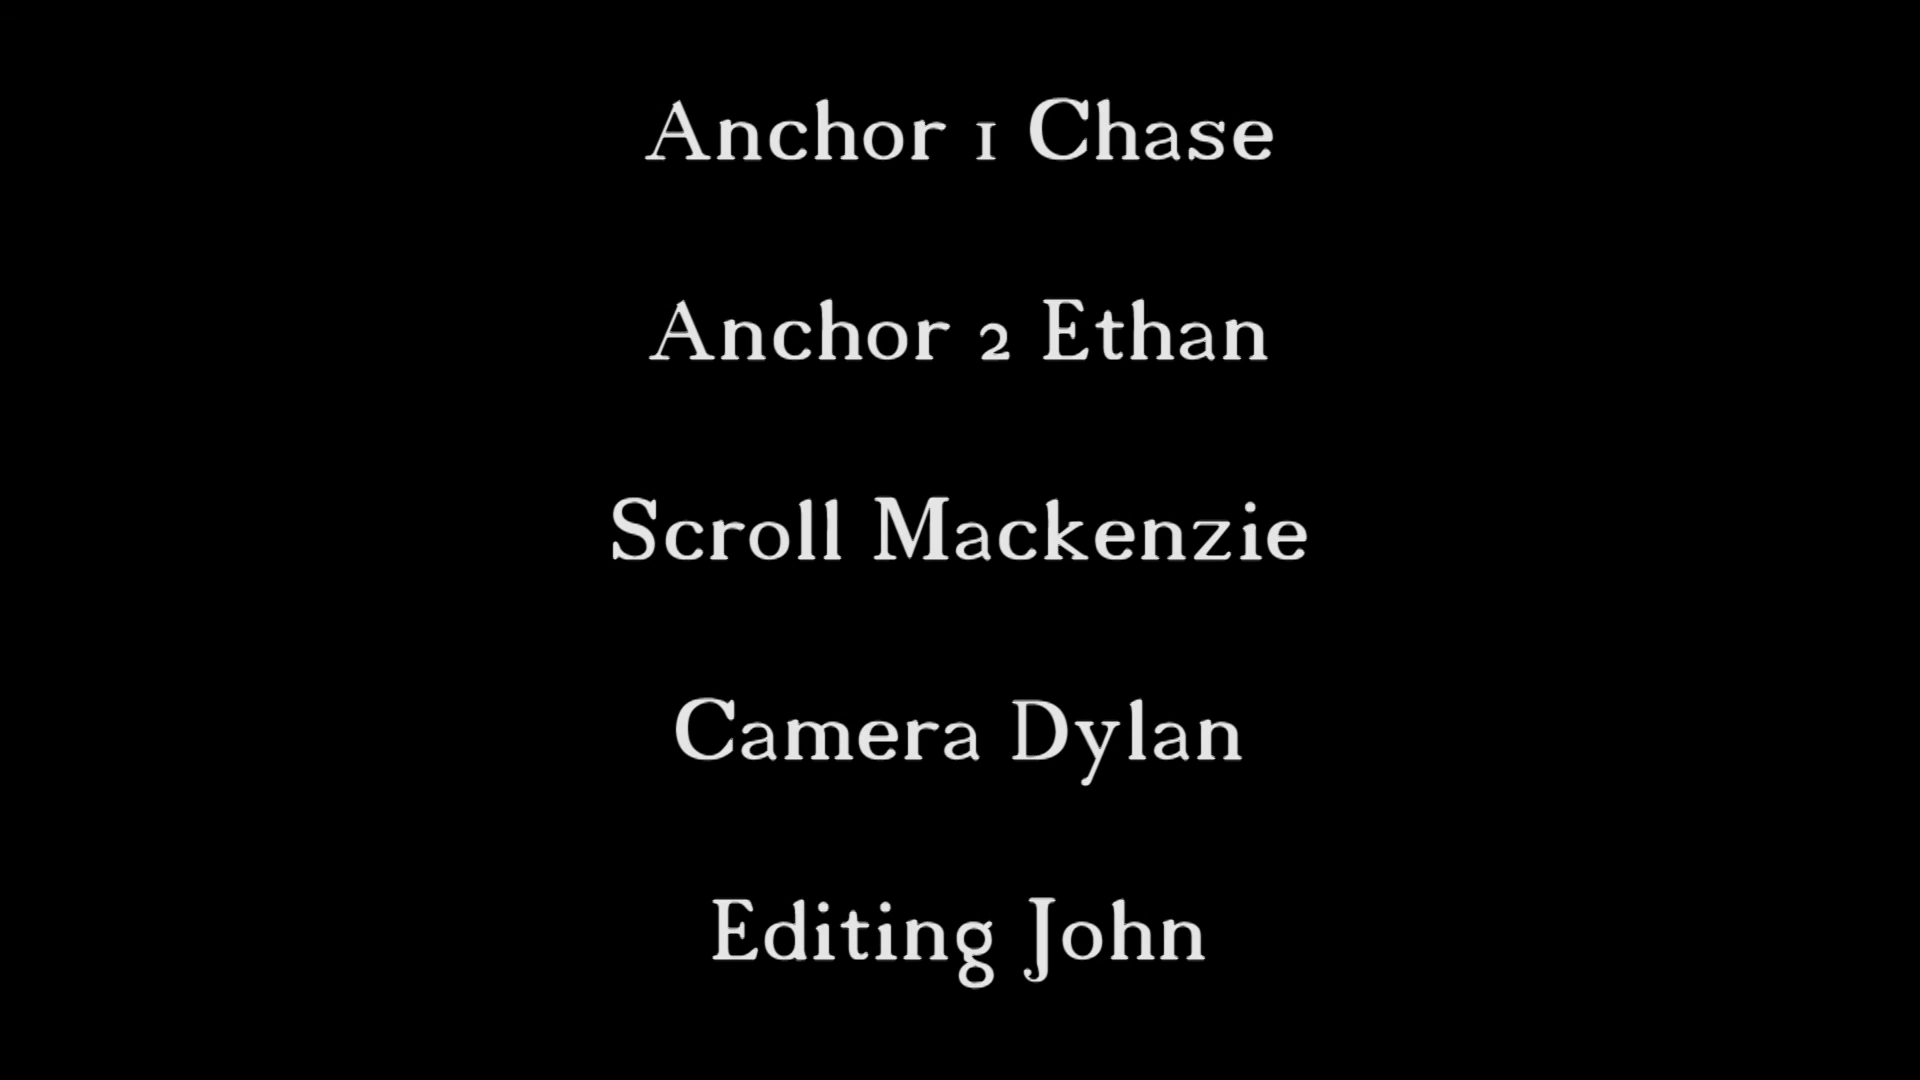 Anchor 1 Chase
Anchor 2 Ethan
Scroll Mackenzie
Camera Dylan
Editing John